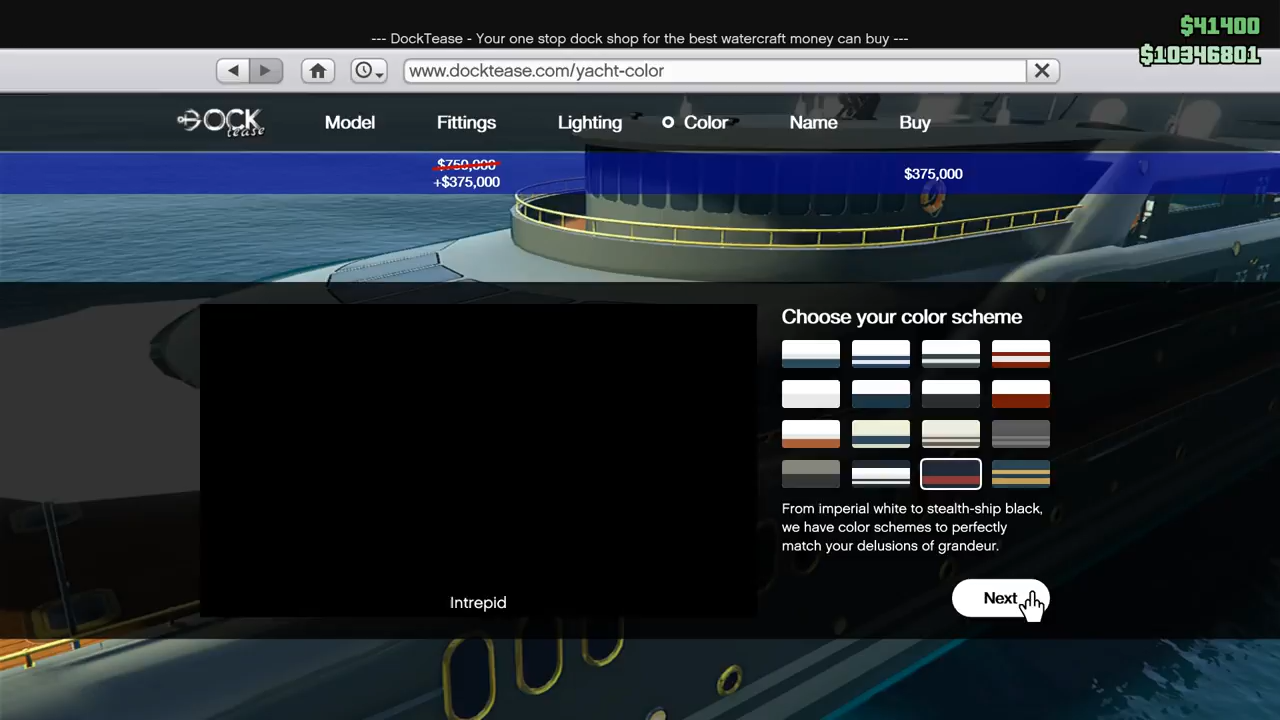 --- DockTease - Your one stop dock shop for the best watercraft money can buy ---
$41400
$10346801
www.docktease.com/yacht-color
DOCK
tease
Model
Fittings
Lighting
Color
Name
Buy
$750,000
+$375,000
$375,000
Choose your color scheme
From imperial white to stealth-ship black,
we have color schemes to perfectly
match your delusions of grandeur.
Intrepid
Next